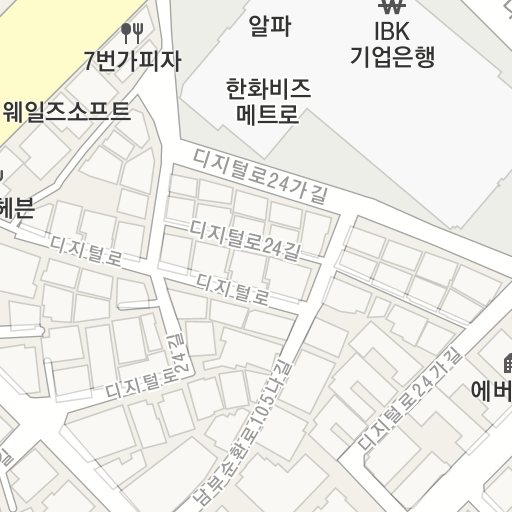 알파
IBK
기업은행
7번가피자
한화비즈
메트로
웨일즈소프트
디지털로24가길
헤븐
디지털로24길
디지털로
디지털로
디지털로24길
디지털로24가길
에버
남부순환로105나길
길